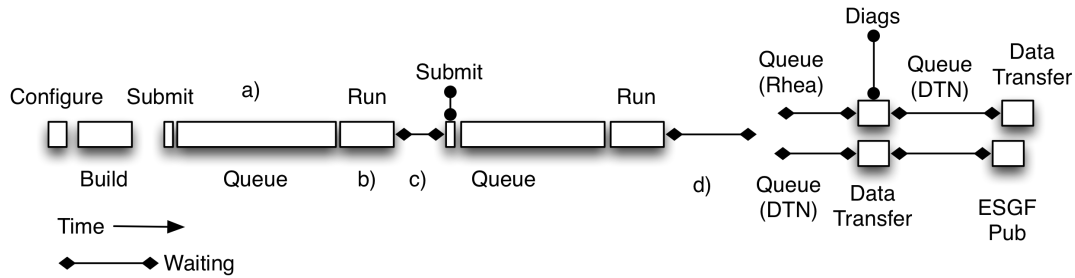 Diags
Queue
(Rhea)
Queue
(DTN)
Data
Transfer
Configure
Submit
a)
Run
Submit
Run
Build
Queue
b)
c)
Queue
d)
Queue
(DTN)
Data
Transfer
ESGF
Pub
Time
Waiting